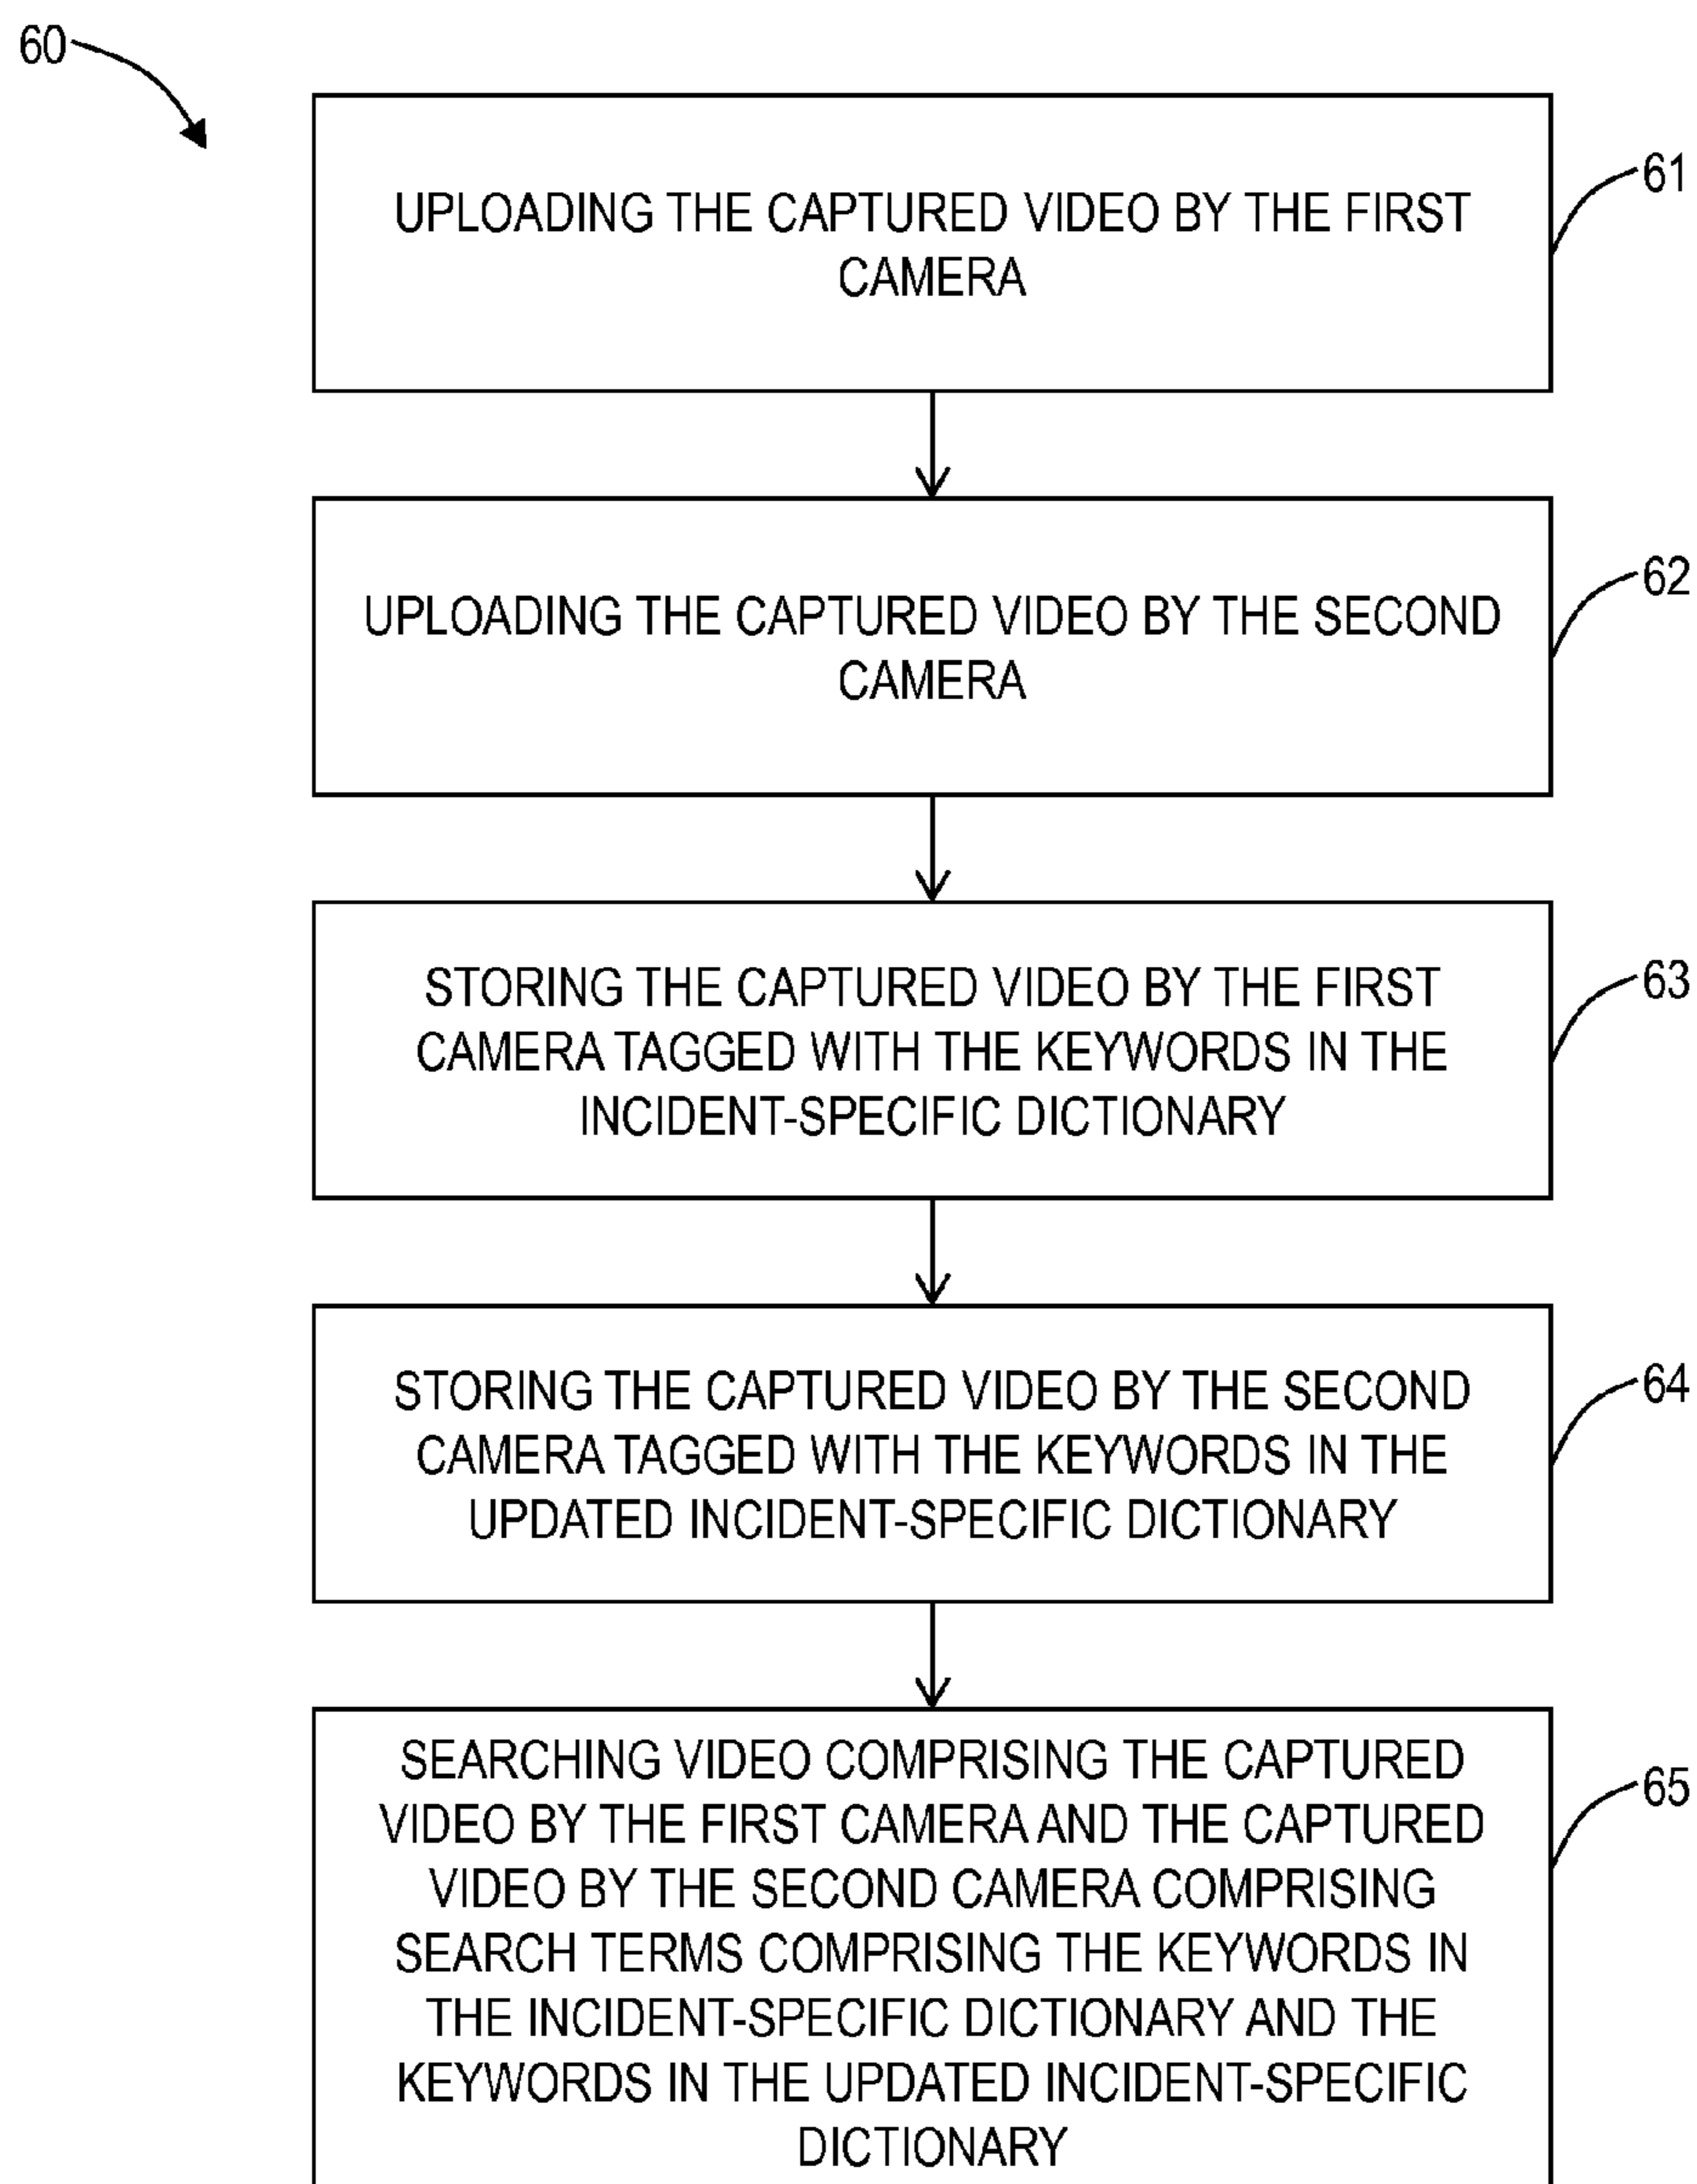 60
UPLOADING THE CAPTURED VIDEO BY THE FIRST
CAMERA
61
UPLOADING THE CAPTURED VIDEO BY THE SECOND
CAMERA
62
STORING THE CAPTURED VIDEO BY THE FIRST
CAMERA TAGGED WITH THE KEYWORDS IN THE
INCIDENT-SPECIFIC DICTIONARY
63
STORING THE CAPTURED VIDEO BY THE SECOND
CAMERA TAGGED WITH THE KEYWORDS IN THE
UPDATED INCIDENT-SPECIFIC DICTIONARY
64
SEARCHING VIDEO COMPRISING THE CAPTURED
VIDEO BY THE FIRST CAMERA AND THE CAPTURED
VIDEO BY THE SECOND CAMERA COMPRISING
SEARCH TERMS COMPRISING THE KEYWORDS IN
THE INCIDENT-SPECIFIC DICTIONARY AND THE
KEYWORDS IN THE UPDATED INCIDENT-SPECIFIC
DICTIONARY
65